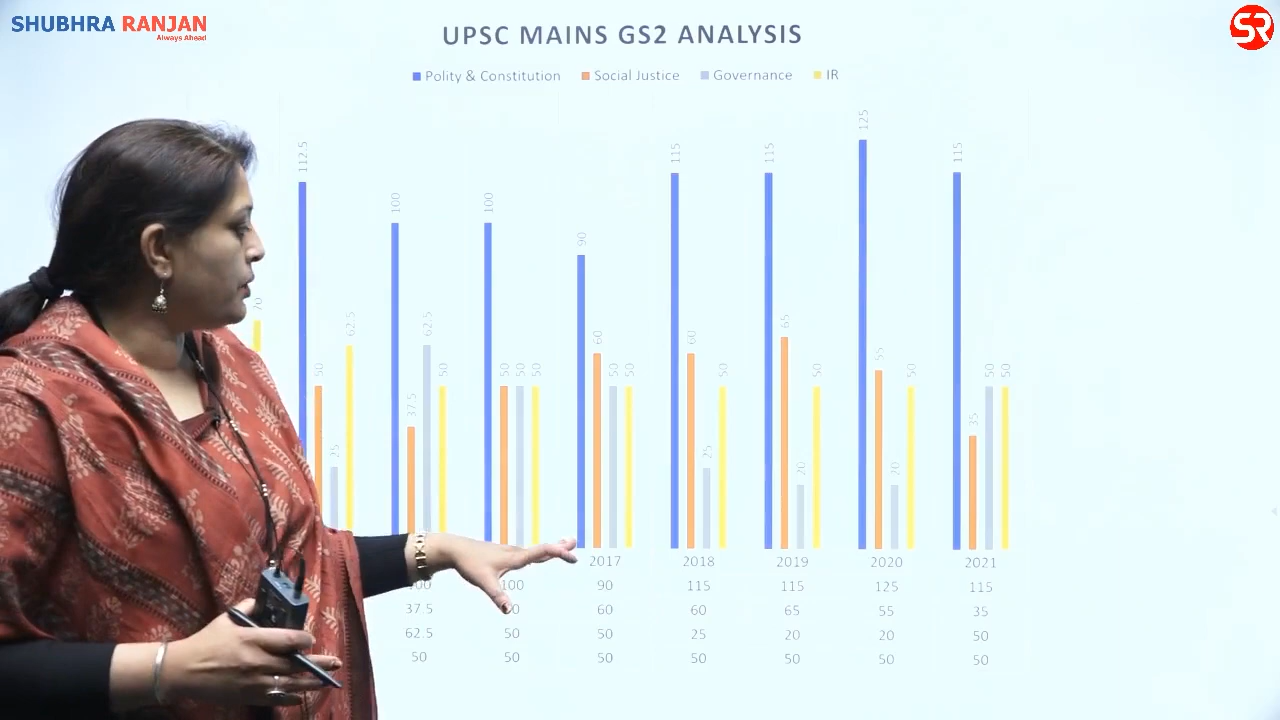 SHUBHRA RANJAN
Always Ahead
SR
UPSC MAINS GS2 ANALYSIS
Polity & Constitution Social Justice Governance IR
125
112.5 115 115 115
100 100
90
70 62.5 62.5 60 60 65 55
50 37.5 50 50 50 50 50 50 50 50 35 50 50
25 25 20 20
2017 2018 2019 2020 2021
100 90 115 115 125 115
37.5 60 60 65 55 35
62.5 50 50 25 20 20 50
50 50 50 50 50 50 50